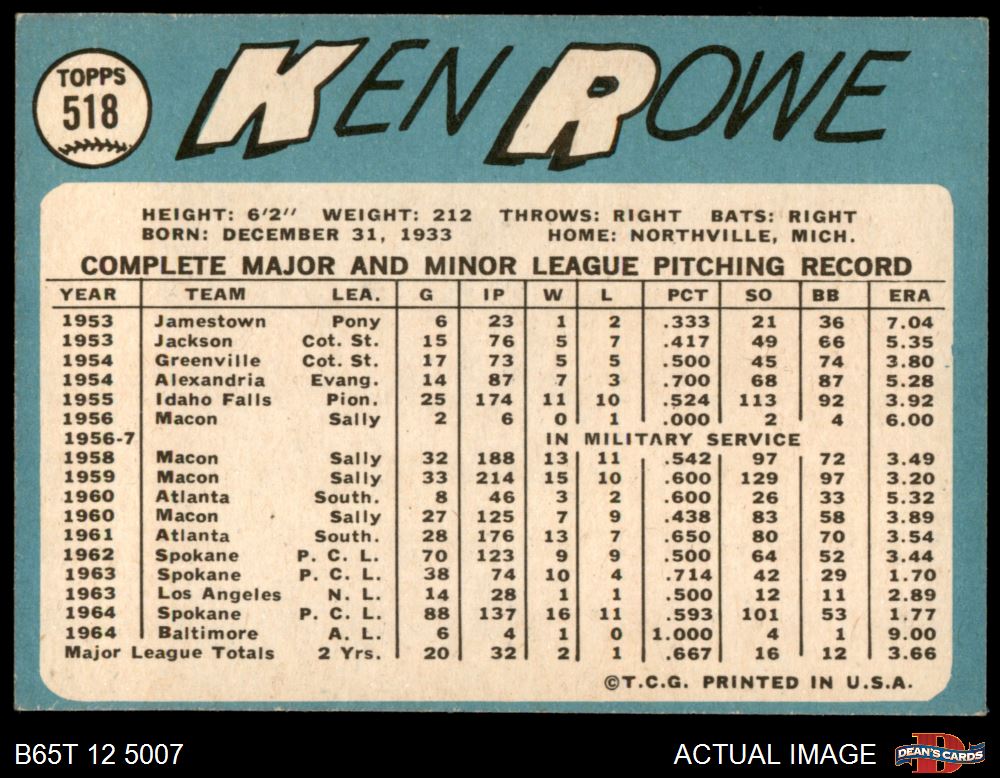 TOPPS
518
KEN ROWE
HEIGHT: 6'2" WEIGHT: 212 THROWS: RIGHT BATS: RIGHT
BORN: DECEMBER 31, 1933 HOME: NORTHVILLE, MICH.
COMPLETE MAJOR AND MINOR LEAGUE PITCHING RECORD
YEAR TEAM LEA. G IP W L PCT SO BB ERA
1953 Jamestown Pony 6 23 1 2 .333 21 36 7.04
1953 Jackson Cot. St. 15 76 5 7 .417 49 66 5.35
1954 Greenville Cot. St. 17 73 5 5 .500 45 74 3.80
1954 Alexandria Evang. 14 87 7 3 .700 68 87 5.28
1955 Idaho Falls Pion. 25 174 11 10 .524 113 92 3.92
1956 Macon Sally 2 6 0 1 .000 2 4 6.00
1956-7 IN MILITARY SERVICE
1958 Macon Sally 32 188 13 11 .542 97 72 3.49
1959 Macon Sally 33 214 15 10 .600 129 97 3.20
1960 Atlanta South. 8 46 3 2 .600 26 33 5.32
1960 Macon Sally 27 125 7 9 .438 83 58 3.89
1961 Atlanta South. 28 176 13 7 .650 80 70 3.54
1962 Spokane P. C. L. 70 123 9 9 .500 64 52 3.44
1963 Spokane P. C. L. 38 74 10 4 .714 42 29 1.70
1963 Los Angeles N. L. 14 28 1 1 .500 12 11 2.89
1964 Spokane P. C. L. 88 137 16 11 .593 101 53 1.77
1964 Baltimore A. L. 6 4 1 0 1.000 4 1 9.00
Major League Totals 2 Yrs. 20 32 2 1 .667 16 12 3.66
©T.C.G. PRINTED IN U.S.A.
B65T 12 5007 ACTUAL IMAGE DEAN'S CARDS